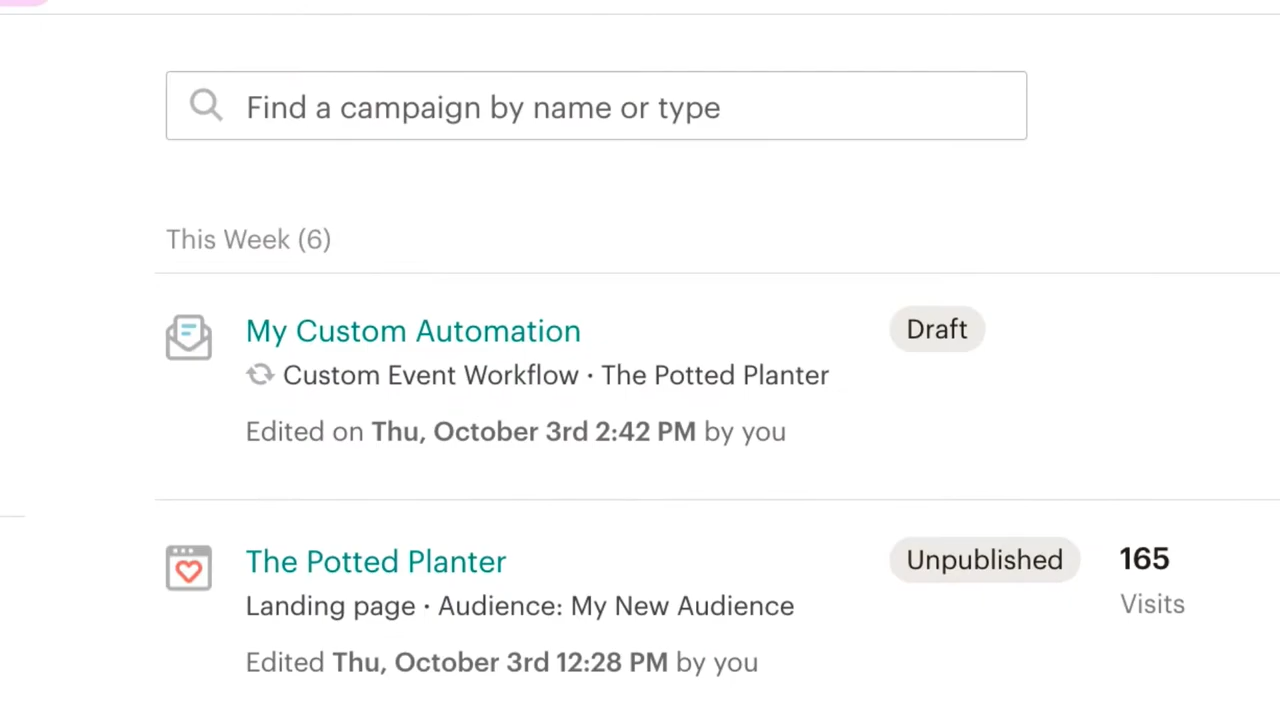 Find a campaign by name or type
This Week (6)
My Custom Automation
Draft
Custom Event Workflow · The Potted Planter
Edited on Thu, October 3rd 2:42 PM by you
The Potted Planter
Unpublished
165
Landing page · Audience: My New Audience
Visits
Edited Thu, October 3rd 12:28 PM by you